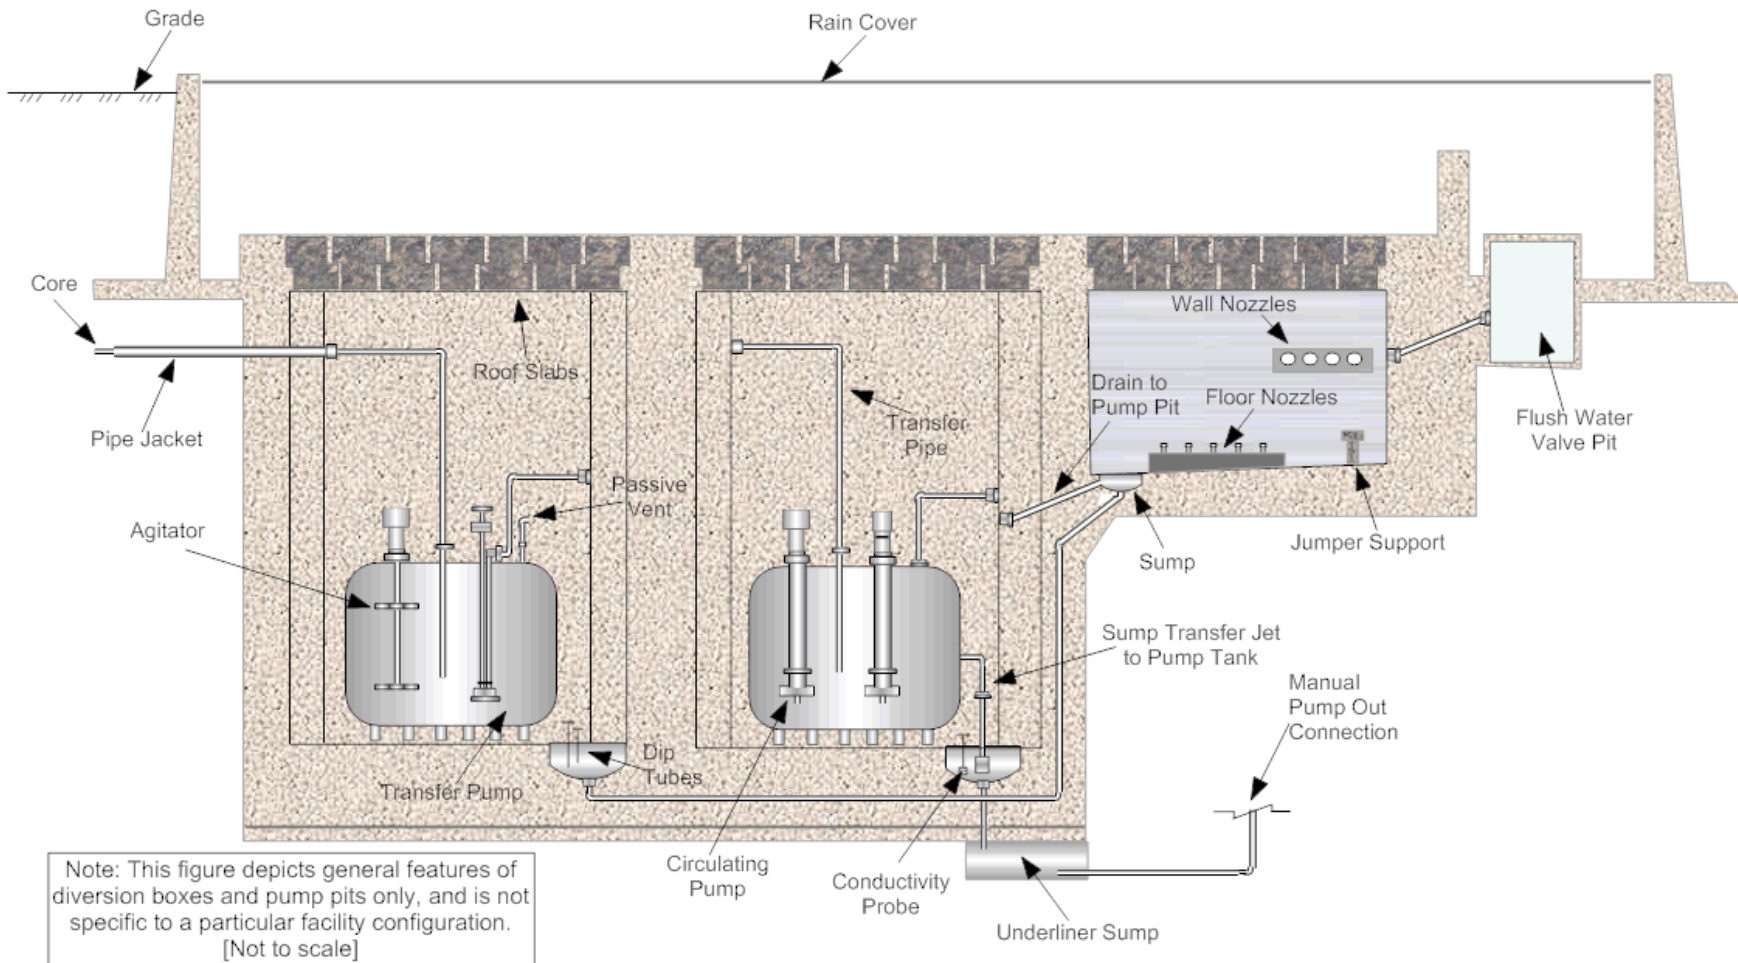 Grade
Rain Cover
Core
Pipe Jacket
Roof Slabs
Transfer
Pipe
Wall Nozzles
Drain to
Pump Pit
Floor Nozzles
Flush Water
Valve Pit
Passive
Vent
Agitator
Jumper Support
Sump
Sump Transfer Jet
to Pump Tank
Manual
Pump Out
Connection
Dip
Tubes
Transfer Pump
Circulating
Pump
Conductivity
Probe
Underliner Sump
Note: This figure depicts general features of
diversion boxes and pump pits only, and is not
specific to a particular facility configuration.
[Not to scale]